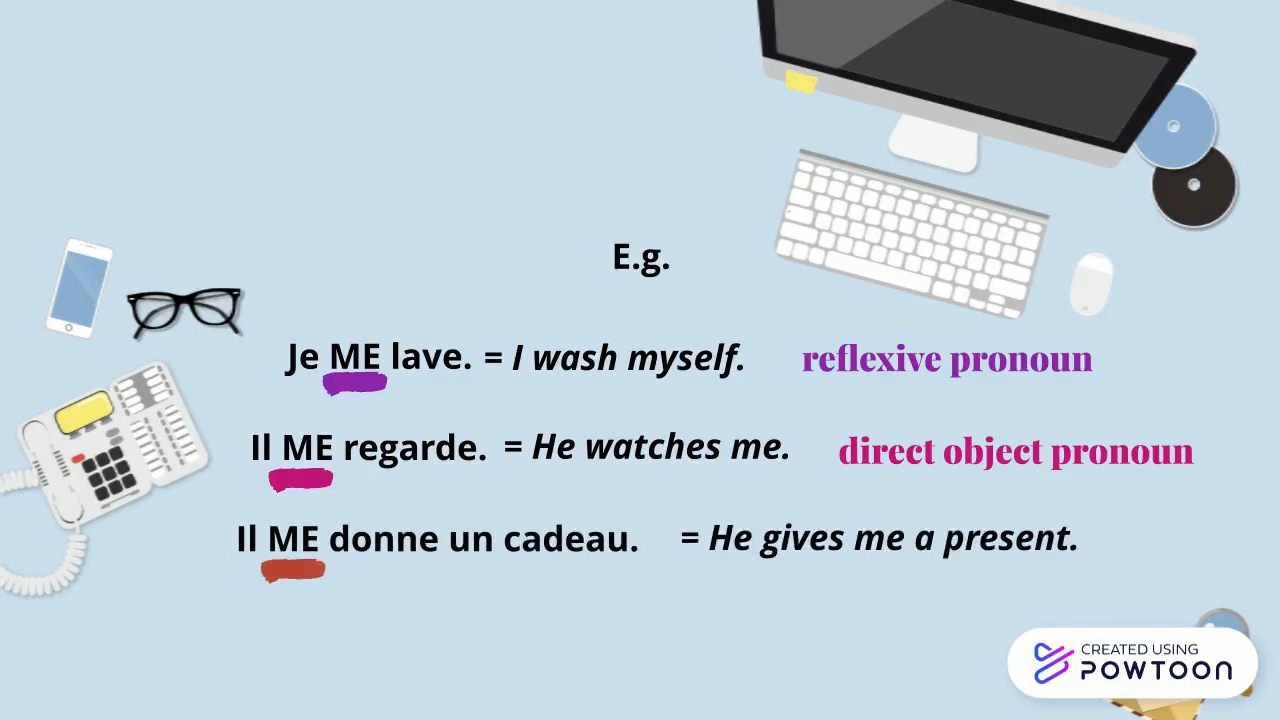 E.g.
Je ME lave. = I wash myself. reflexive pronoun
Il ME regarde. = He watches me. direct object pronoun
Il ME donne un cadeau. = He gives me a present.
CREATED USING
POWTOON